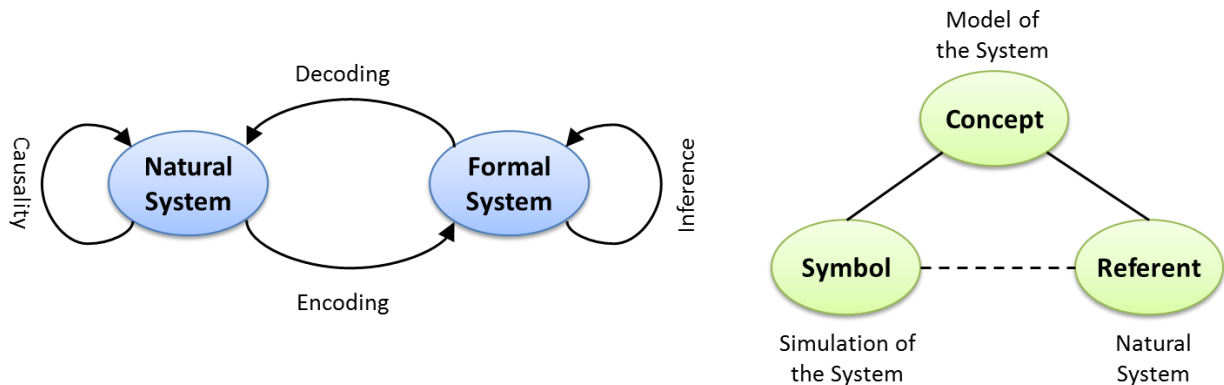 Decoding
Causality
Natural
System
Formal
System
Inference
Encoding
Model of
the System
Concept
Symbol
Referent
Simulation of
the System
Natural
System